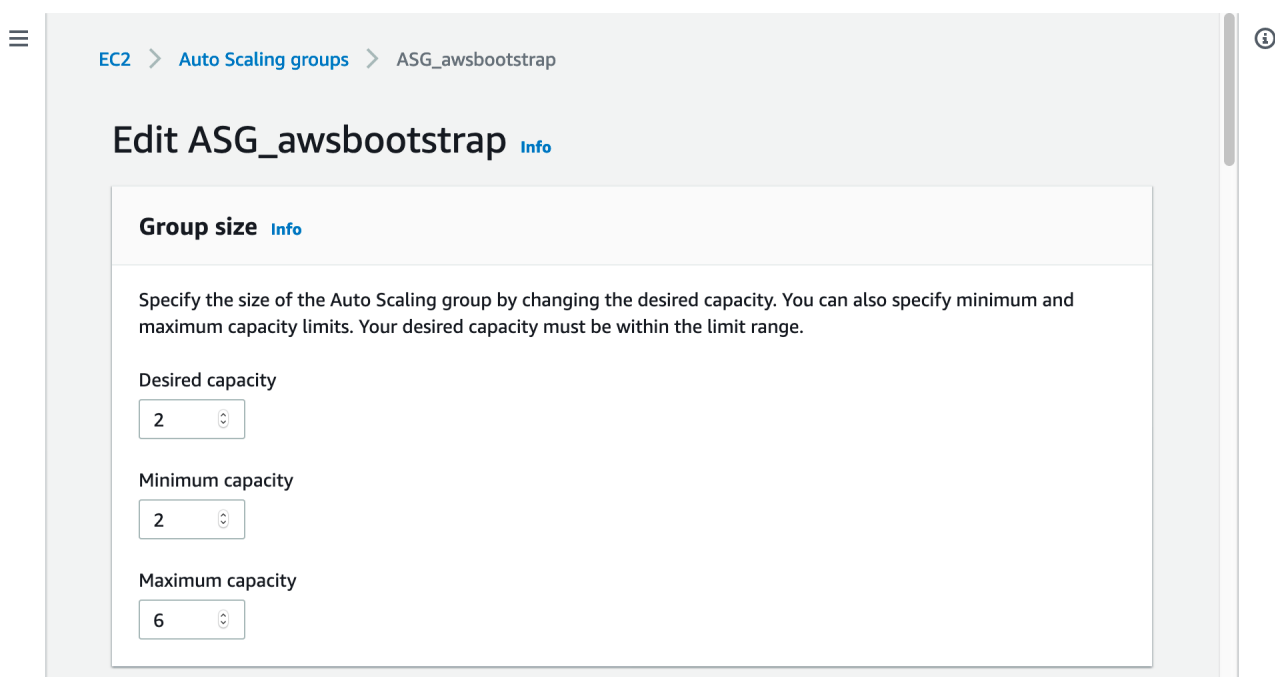 EC2 Auto Scaling groups ASG_awsbootstrap
Edit ASG_awsbootstrap Info
Group size Info
Specify the size of the Auto Scaling group by changing the desired capacity. You can also specify minimum and
maximum capacity limits. Your desired capacity must be within the limit range.
Desired capacity
2
Minimum capacity
2
Maximum capacity
6